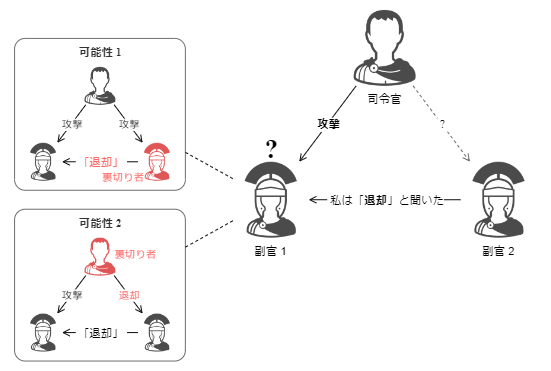 可能性 1
攻撃
攻撃
「退却」
裏切り者
可能性 2
裏切り者
攻撃
退却
「退却」
司令官
攻撃
?
?
私は「退却」と聞いた
副官 1
副官 2